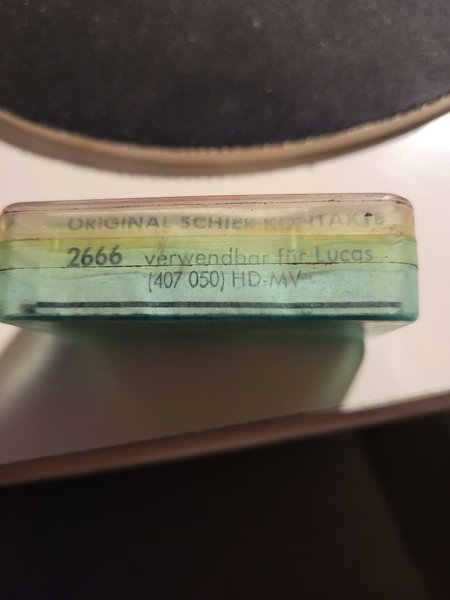 ORIGINAL SCHIER-KONTAKTE
2666 verwendbar für Lucas
(407 050) HD-MV